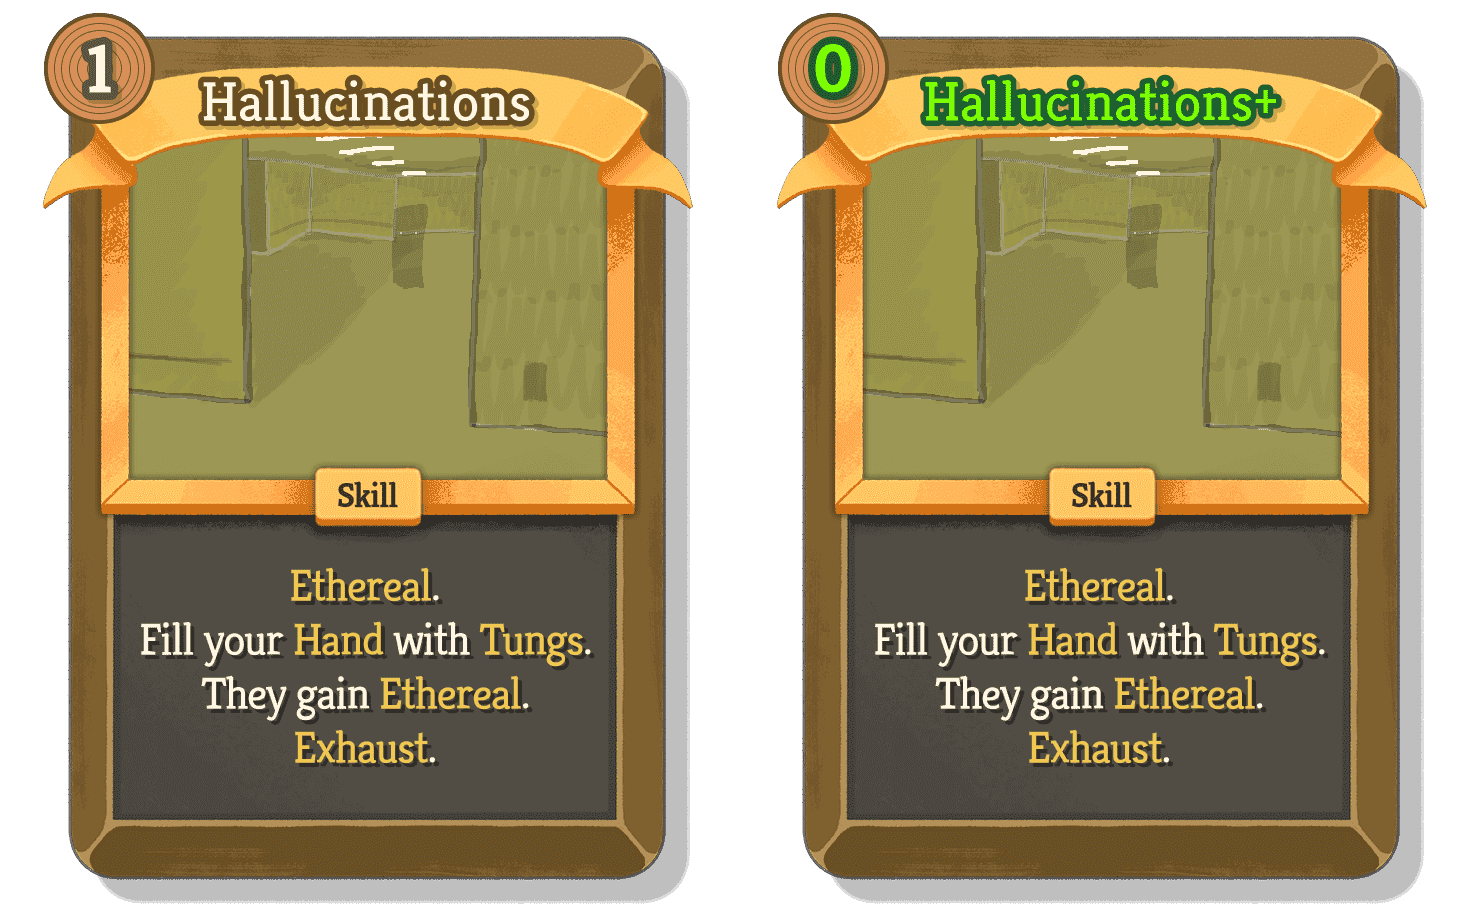 1
Hallucinations
Skill
Ethereal.
Fill your Hand with Tungs.
They gain Ethereal.
Exhaust.
0
Hallucinations+
Skill
Ethereal.
Fill your Hand with Tungs.
They gain Ethereal.
Exhaust.